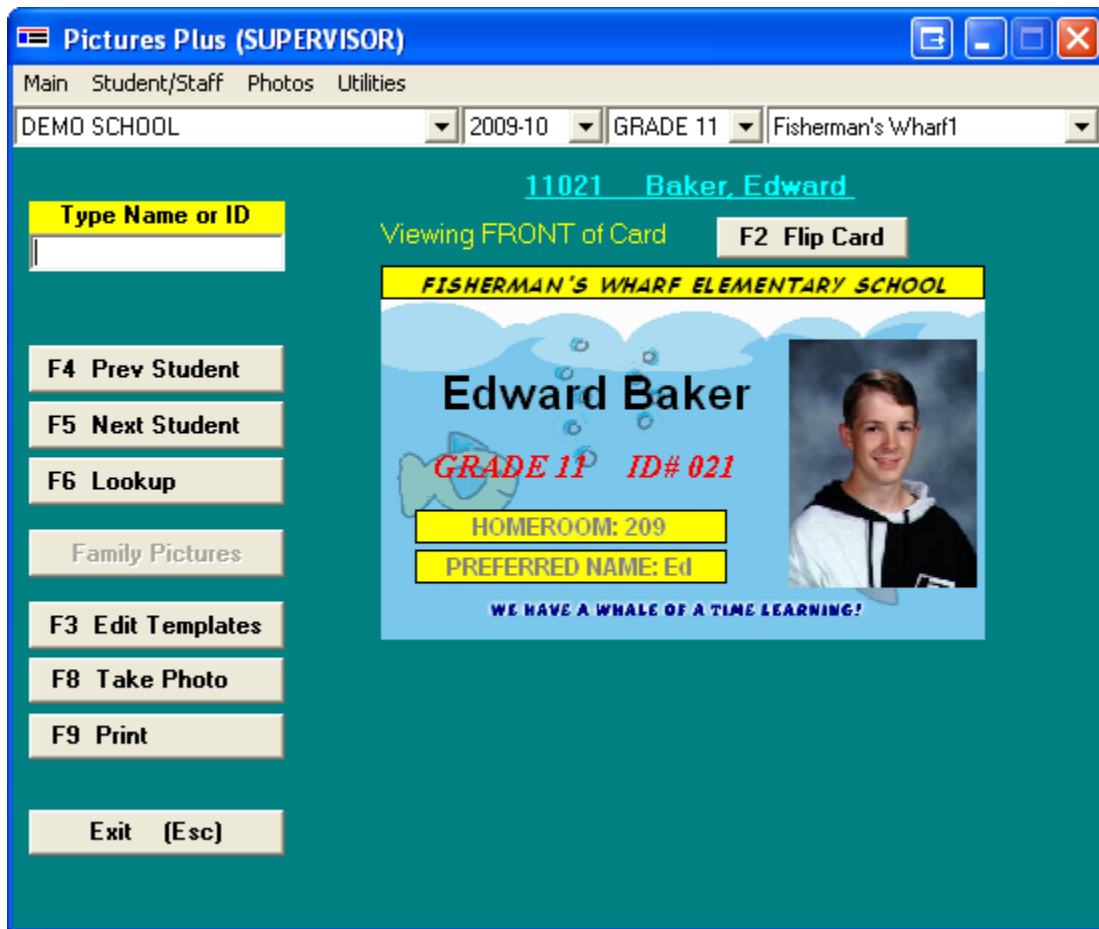 Pictures Plus (SUPERVISOR)
Main Student/Staff Photos Utilities
DEMO SCHOOL 2009-10 GRADE 11 Fisherman's Wharf1
11021 Baker, Edward
Type Name or ID
Viewing FRONT of Card F2 Flip Card
FISHERMAN'S WHARF ELEMENTARY SCHOOL
Edward Baker
GRADE 11 ID# 021
HOMEROOM: 209
PREFERRED NAME: Ed
WE HAVE A WHALE OF A TIME LEARNING!
F4 Prev Student
F5 Next Student
F6 Lookup
Family Pictures
F3 Edit Templates
F8 Take Photo
F9 Print
Exit (Esc)